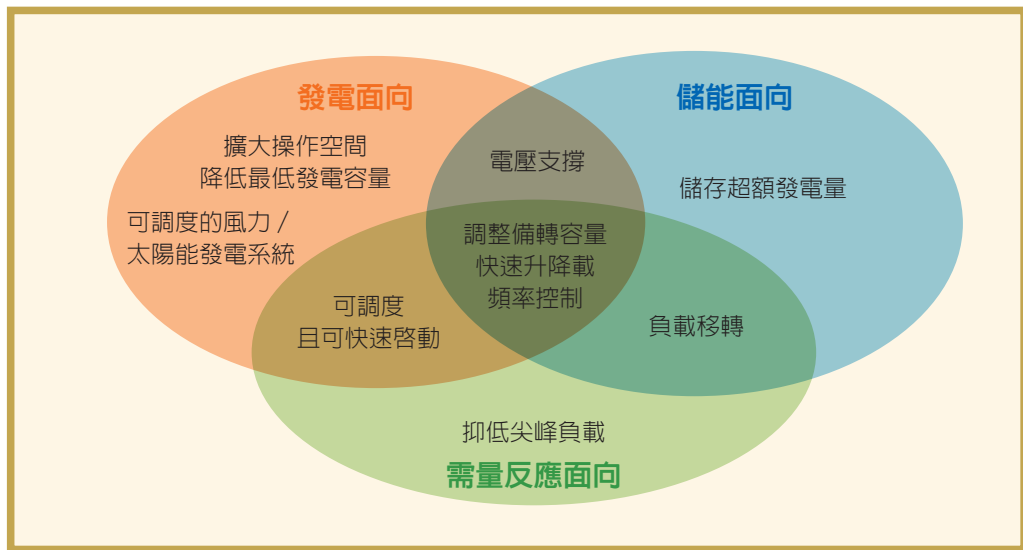 發電面向
儲能面向
擴大操作空間
降低最低發電容量
可調度的風力 /
太陽能發電系統
電壓支撐
儲存超額發電量
調整備轉容量
快速升降載
頻率控制
可調度
且可快速啓動
負載移轉
抑低尖峰負載
需量反應面向